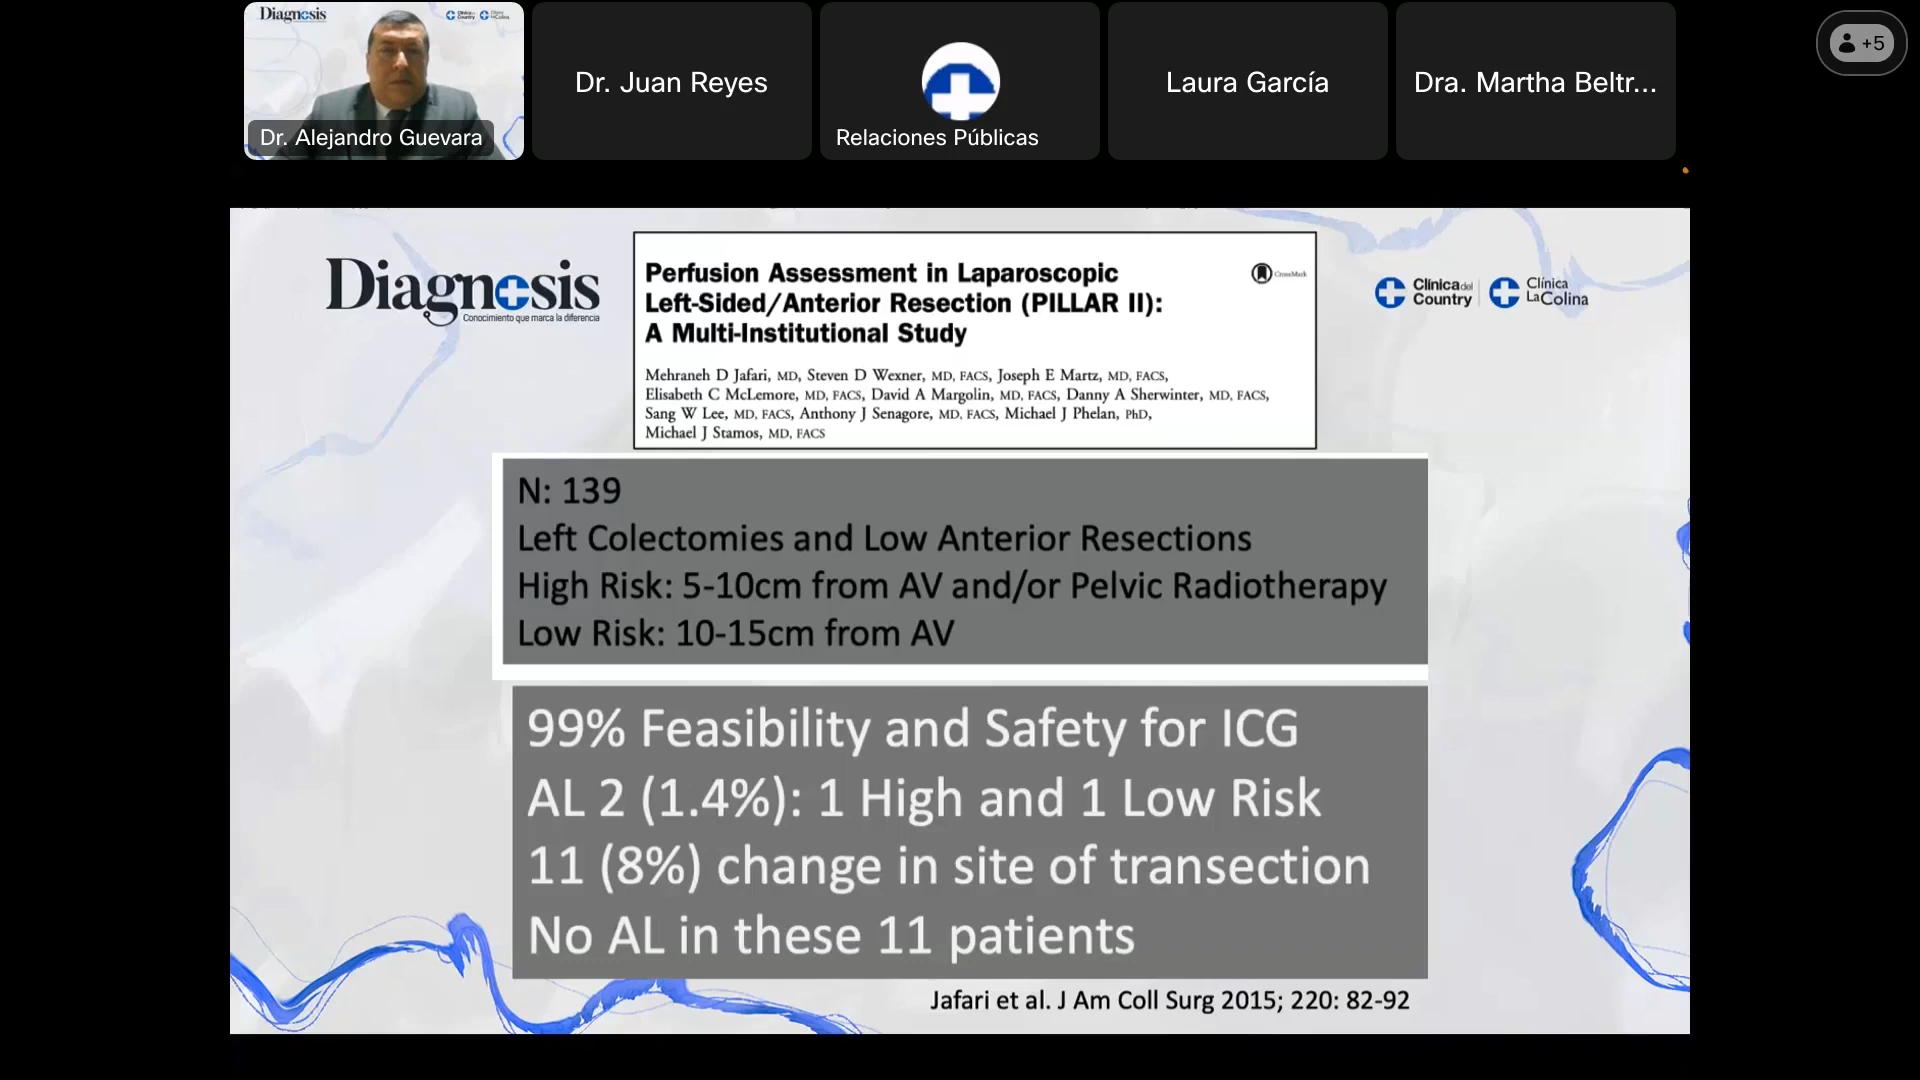 Diagnosis
Clínica del Country
Clínica LaColina
Dr. Alejandro Guevara
Dr. Juan Reyes
Relaciones Públicas
Laura García
Dra. Martha Beltr...
+5
Diagnosis
Conocimiento que marca la diferencia
Perfusion Assessment in Laparoscopic
Left-Sided/Anterior Resection (PILLAR II):
A Multi-Institutional Study
CrossMark
Mehraneh D Jafari, MD, Steven D Wexner, MD, FACS, Joseph E Martz, MD, FACS,
Elisabeth C McLemore, MD, FACS, David A Margolin, MD, FACS, Danny A Sherwinter, MD, FACS,
Sang W Lee, MD, FACS, Anthony J Senagore, MD, FACS, Michael J Phelan, PhD,
Michael J Stamos, MD, FACS
Clínica del
Country
Clínica
LaColina
N: 139
Left Colectomies and Low Anterior Resections
High Risk: 5-10cm from AV and/or Pelvic Radiotherapy
Low Risk: 10-15cm from AV
99% Feasibility and Safety for ICG
AL 2 (1.4%): 1 High and 1 Low Risk
11 (8%) change in site of transection
No AL in these 11 patients
Jafari et al. J Am Coll Surg 2015; 220: 82-92